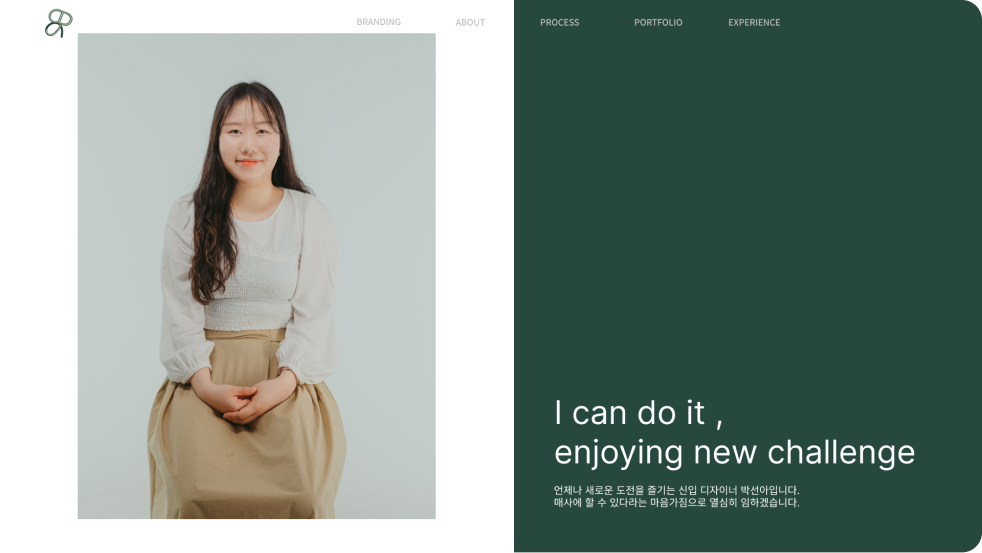 BRANDING ABOUT PROCESS PORTFOLIO EXPERIENCE
I can do it ,
enjoying new challenge
언제나 새로운 도전을 즐기는 신입 디자이너 박선아입니다.
매사에 할 수 있다라는 마음가짐으로 열심히 임하겠습니다.